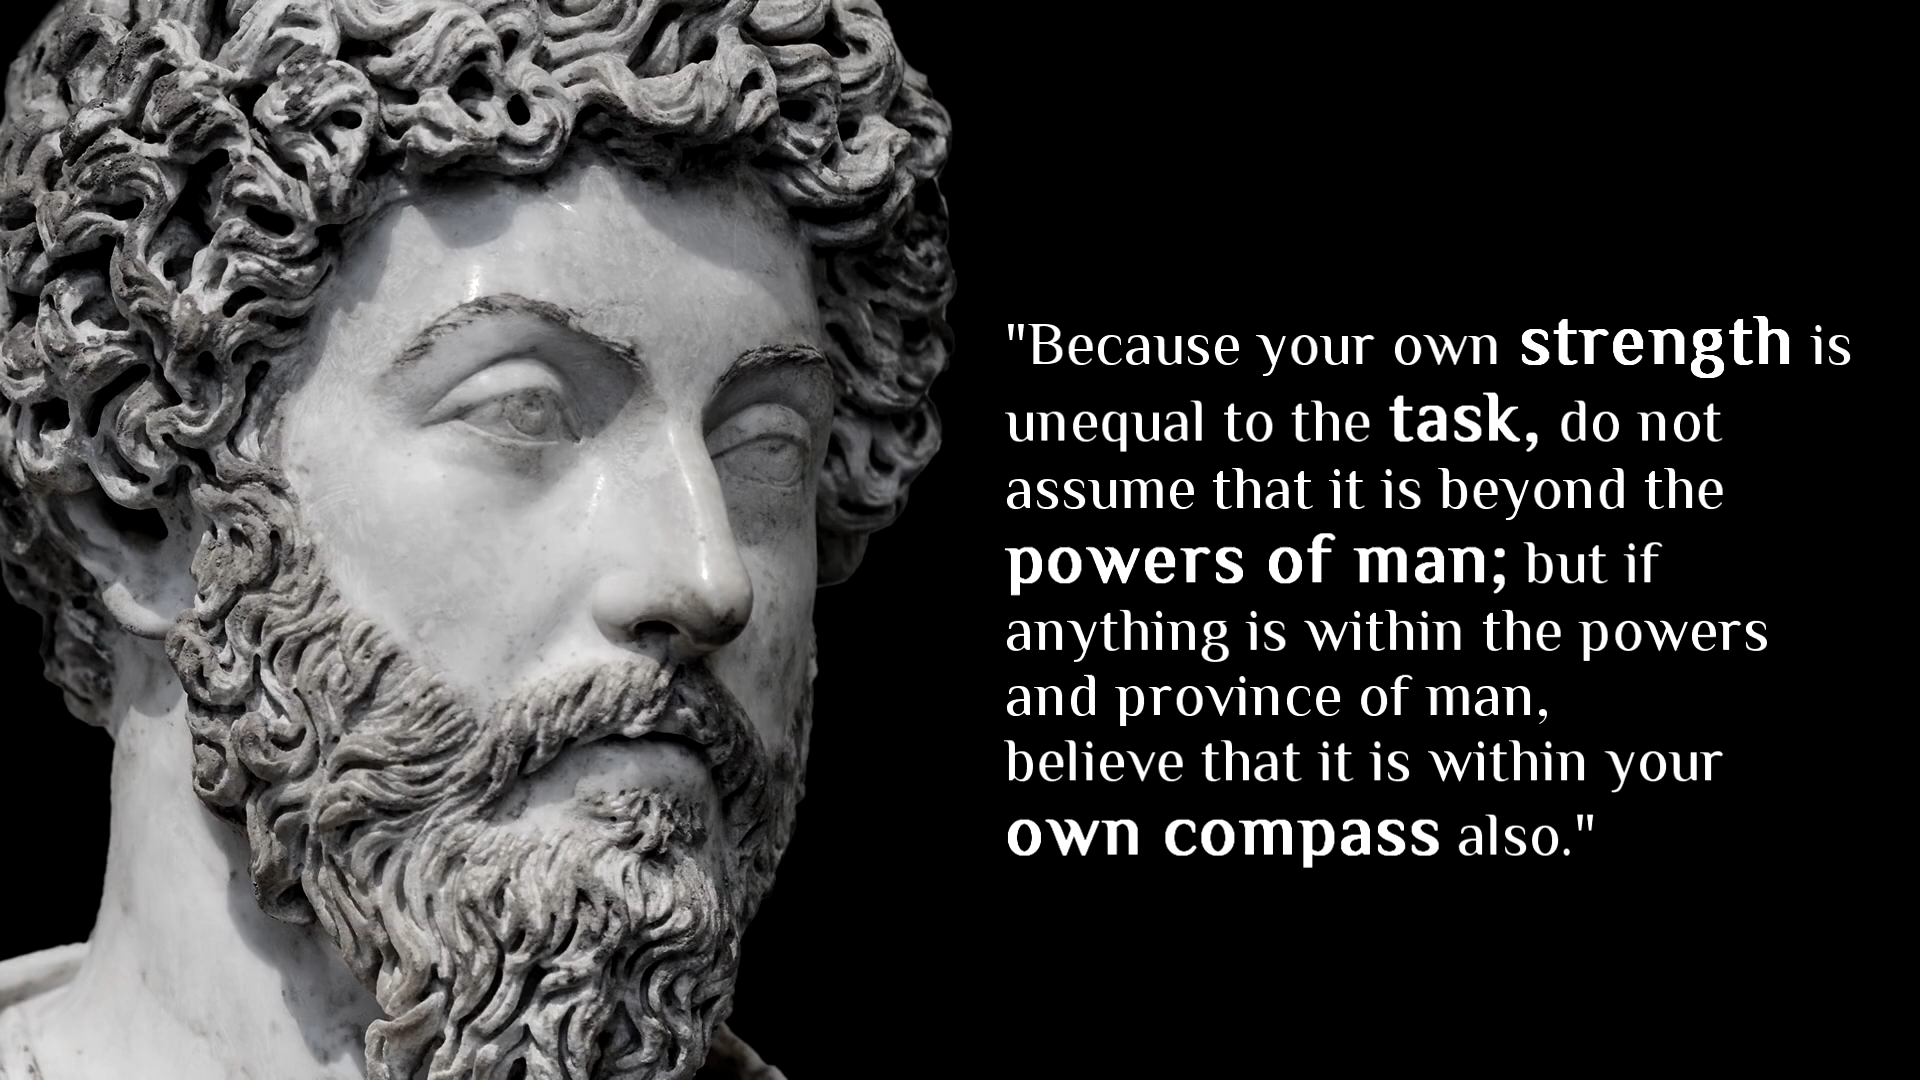 "Because your own strength is
unequal to the task, do not
assume that it is beyond the
powers of man; but if
anything is within the powers
and province of man,
believe that it is within your
own compass also."